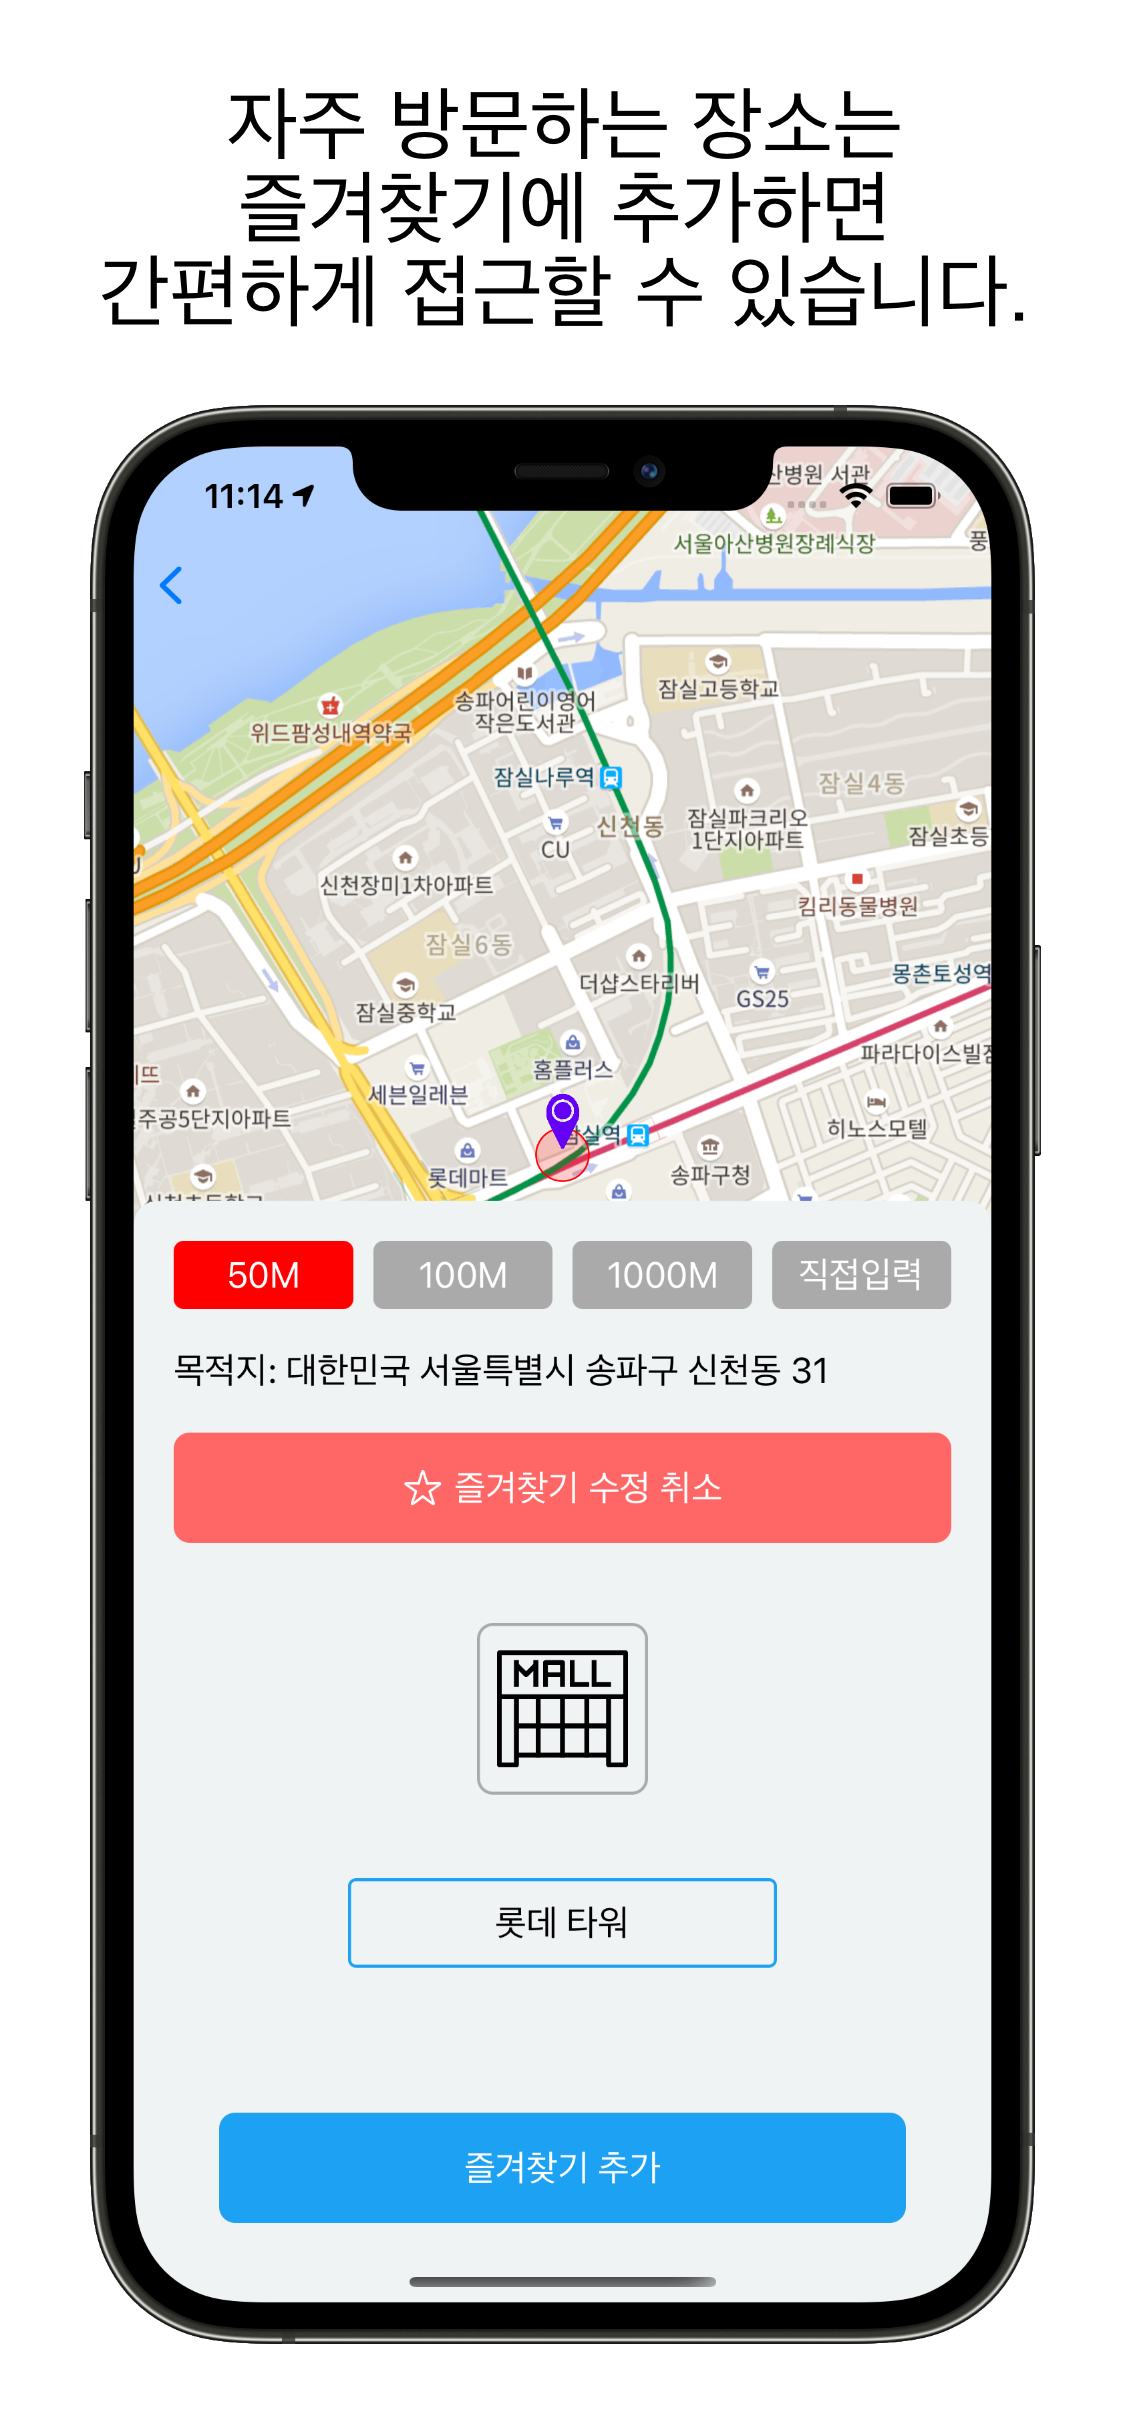 자주 방문하는 장소는
즐겨찾기에 추가하면
간편하게 접근할 수 있습니다.
11:14
산병원 서관
서울아산병원장례식장
풍
송파어린이영어
작은도서관
잠실고등학교
위드팜성내역약국
잠실나루역
잠실4동
잠실파크리오
1단지아파트
신천동
잠실초등
CU
신천장미1차아파트
킴리동물병원
잠실6동
더샵스타리버
GS25
몽촌토성역
잠실중학교
파라다이스빌
홈플러스
세븐일레븐
주공5단지아파트
히노스모텔
잠실역
롯데마트
송파구청
50M
100M
1000M
직접입력
목적지: 대한민국 서울특별시 송파구 신천동 31
☆ 즐겨찾기 수정 취소
MALL
롯데 타워
즐겨찾기 추가